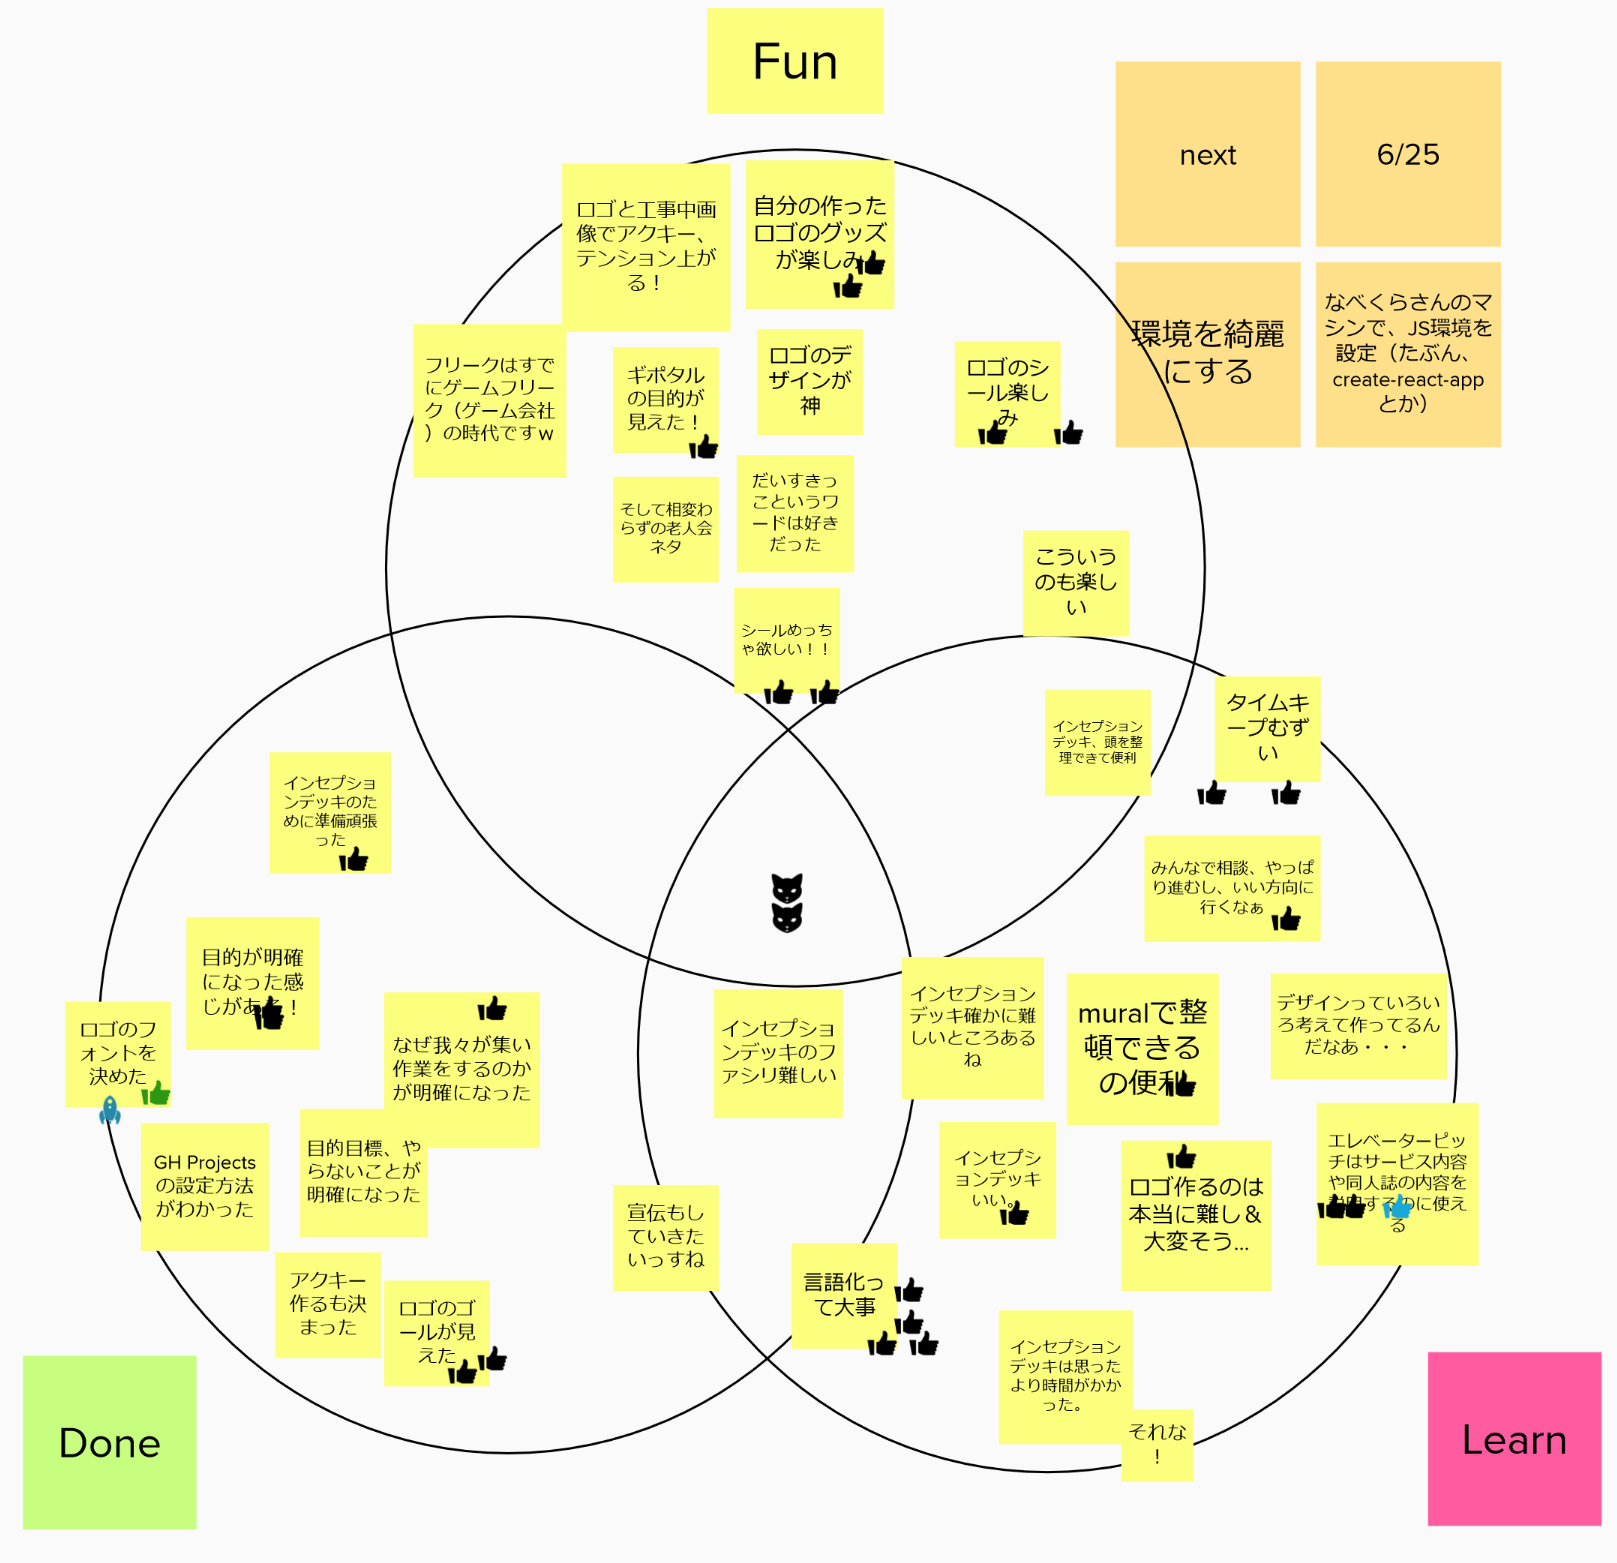 Fun
next
6/25
環境を綺麗
にする
なべくらさんのマ
シンで、JS環境を
設定（たぶん、
create-react-app
とか）
ロゴと工事中画
像でアクキー、
テンション上が
る！
自分の作った
ロゴのグッズ
が楽しみ
フリークはすで
にゲームフリー
ク（ゲーム会社
）の時代ですw
ギポタル
の目的が
見えた！
ロゴのデ
ザインが
神
ロゴのシ
ール楽し
み
そして相変わ
らずの老人会
ネタ
だいすきっ
こというワ
ードは好き
だった
こういう
のも楽し
い
シールめっち
ゃ欲しい！！
インセプション
デッキ、頭を整
理できて便利
タイムキ
ープむず
い
インセプショ
ンデッキのた
めに準備頑張
った
みんなで相談、やっぱ
り進むし、いい方向に
行くなぁ
目的が明確
になった感
じがある！
ロゴのフ
ォントを
決めた
なぜ我々が集い
作業をするのか
が明確になった
インセプショ
ンデッキのフ
ァシリ難しい
インセプション
デッキ確かに難
しいところある
ね
muralで整
頓できる
の便利
デザインっていろい
ろ考えて作ってるん
だなあ・・・
GH Projects
の設定方法
がわかった
目的目標、や
らないことが
明確になった
インセプシ
ョンデッキ
いい。
ロゴ作るのは
本当に難し＆
大変そう...
エレベーターピッ
チはサービス内容
や同人誌の内容を
説明するのに使え
る
宣伝もし
ていきた
いっすね
アクキー
作るも決
まった
ロゴのゴ
ールが見
えた
言語化っ
て大事
インセプション
デッキは思った
より時間がかか
った。
それな
！
Done
Learn